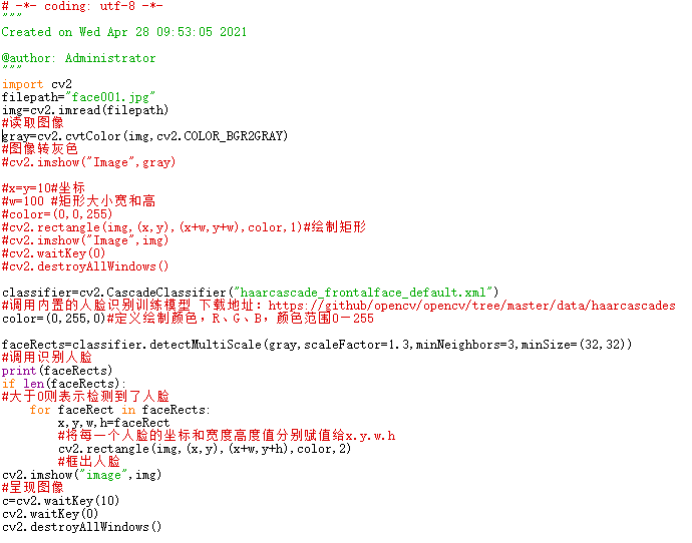 # -*- coding: utf-8 -*-
"""
Created on Wed Apr 28 09:53:05 2021
@author: Administrator
"""
import cv2
filepath="face001.jpg"
img=cv2.imread(filepath)
#读取图像
gray=cv2.cvtColor(img,cv2.COLOR_BGR2GRAY)
#图像转灰色
#cv2.imshow("Image",gray)
#x=y=10#坐标
#w=100 #矩形大小宽和高
#color=(0,0,255)
#cv2.rectangle(img,(x,y),(x+w,y+w),color,1)#绘制矩形
#cv2.imshow("Image",img)
#cv2.waitKey(0)
#cv2.destroyAllWindows()
classifier=cv2.CascadeClassifier("haarcascade_frontalface_default.xml")
#调用内置的人脸识别训练模型 下载地址：https://github/opencv/opencv/tree/master/data/haarcascades
color=(0,255,0)#定义绘制颜色，R、G、B，颜色范围0－255
faceRects=classifier.detectMultiScale(gray,scaleFactor=1.3,minNeighbors=3,minSize=(32,32))
#调用识别人脸
print(faceRects)
if len(faceRects):
#大于0则表示检测到了人脸
    for faceRect in faceRects:
        x,y,w,h=faceRect
        #将每一个人脸的坐标和宽度高度值分别赋值给x.y.w.h
        cv2.rectangle(img,(x,y),(x+w,y+h),color,2)
        #框出人脸
cv2.imshow("image",img)
#呈现图像
c=cv2.waitKey(10)
cv2.waitKey(0)
cv2.destroyAllWindows()